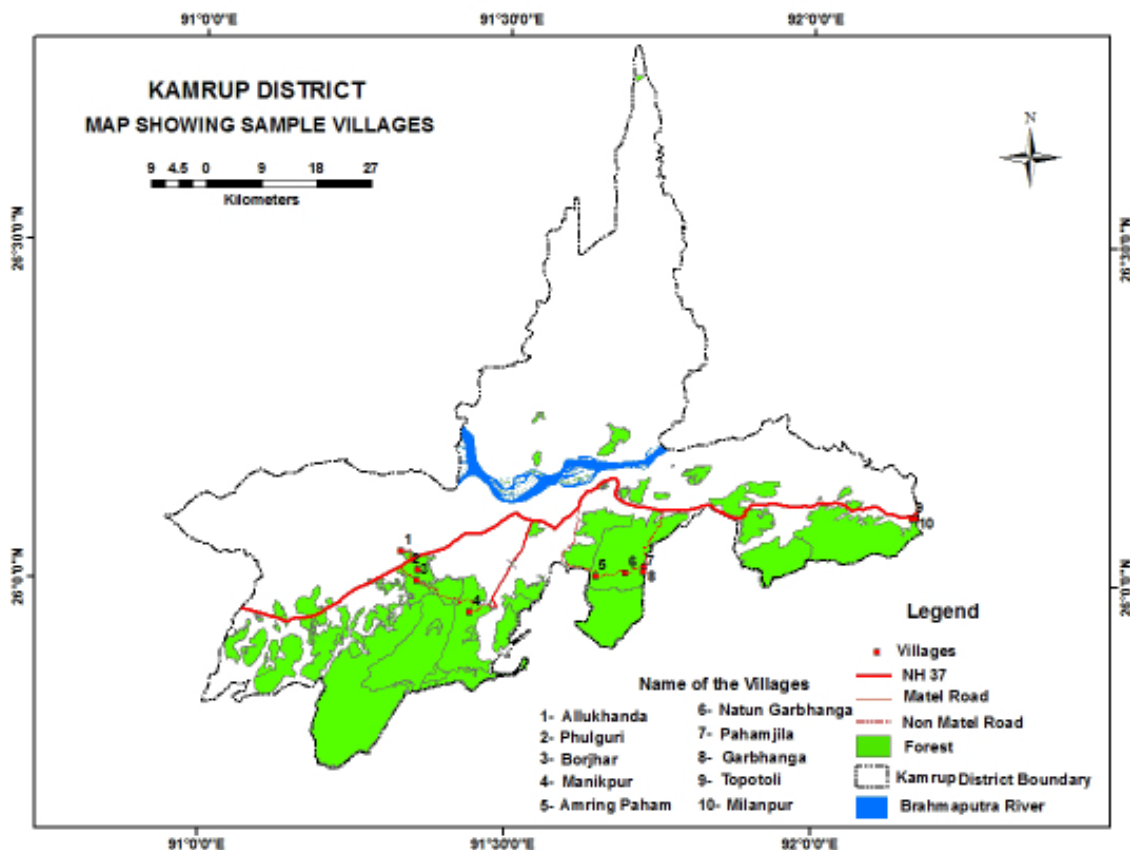 91°0'0"E 91°30'0"E 92°0'0"E
KAMRUP DISTRICT
MAP SHOWING SAMPLE VILLAGES
9 4.5 0 9 18 27
Kilometers
N
26°30'0"N 26°30'0"N
26°0'0"N 26°0'0"N
1
2
3
4
5
6
8
9
10
Legend
Villages
NH 37
Matel Road
Non Matel Road
Forest
Kamrup District Boundary
Brahmaputra River
Name of the Villages
1- Allukhanda
2- Phulguri
3- Borjhar
4- Manikpur
5- Amring Paham
6- Natun Garbhanga
7- Pahamjila
8- Garbhanga
9- Topotoli
10- Milanpur
91°0'0"E 91°30'0"E 92°0'0"E